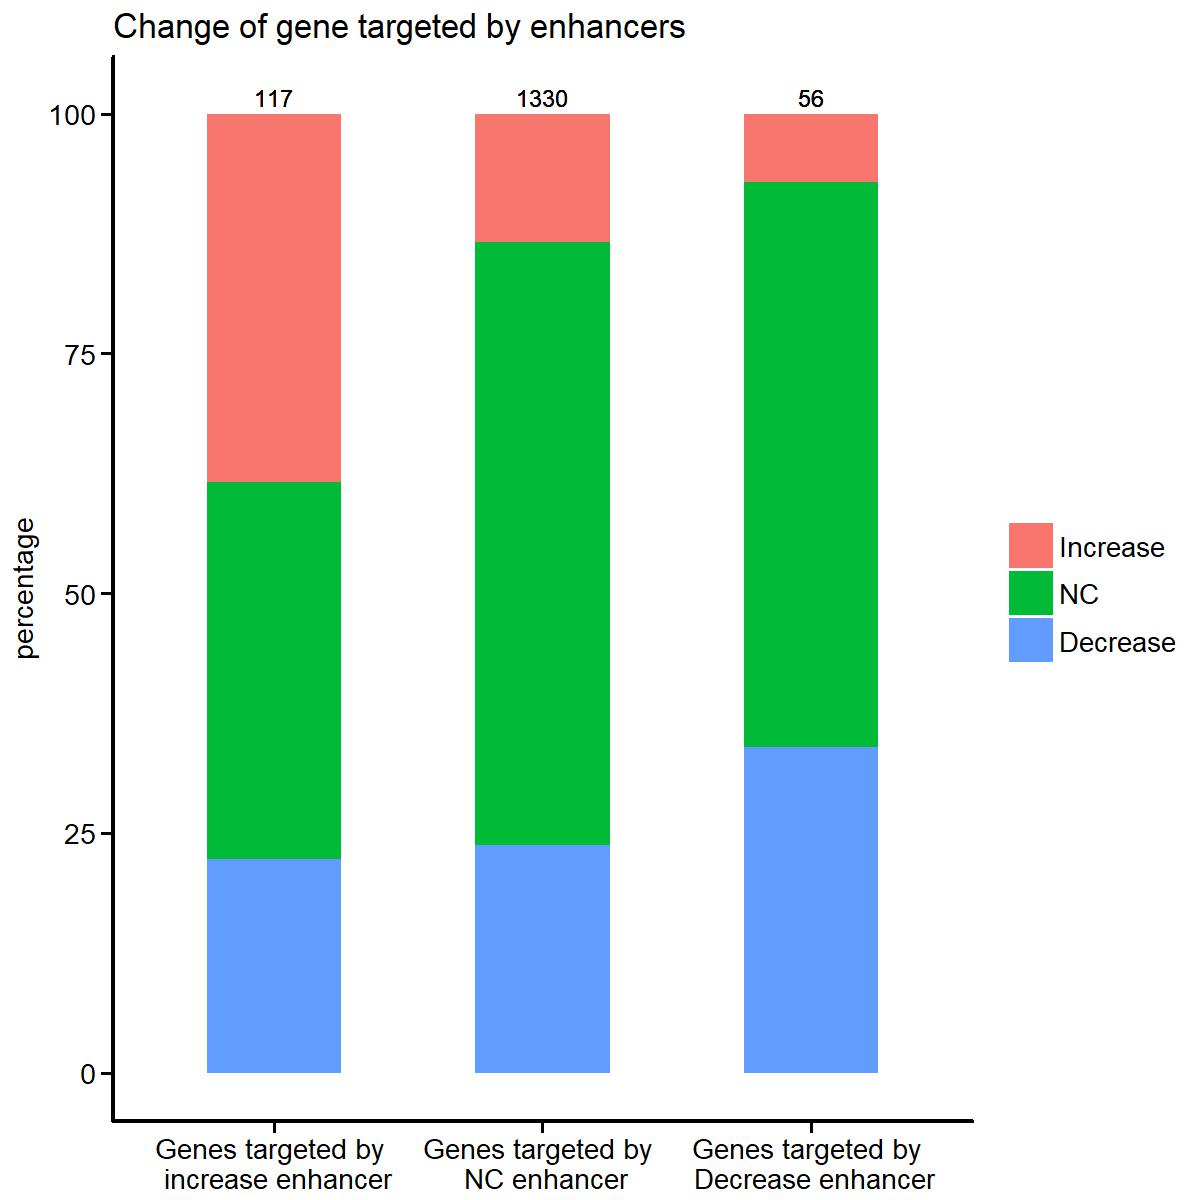 Change of gene targeted by enhancers
117 1330 56
100
75
50
25
0
percentage
Increase
NC
Decrease
Genes targeted by increase enhancer
Genes targeted by NC enhancer
Genes targeted by Decrease enhancer